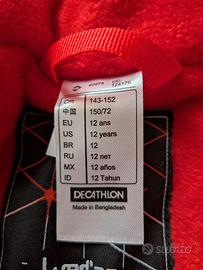 Cm 143-152
中国 150/72
EU 12 ans
US 12 years
BR 12
RU 12 лет
MX 12 años
ID 12 Tahun
DECATHLON
Made in Bangladesh
Subito